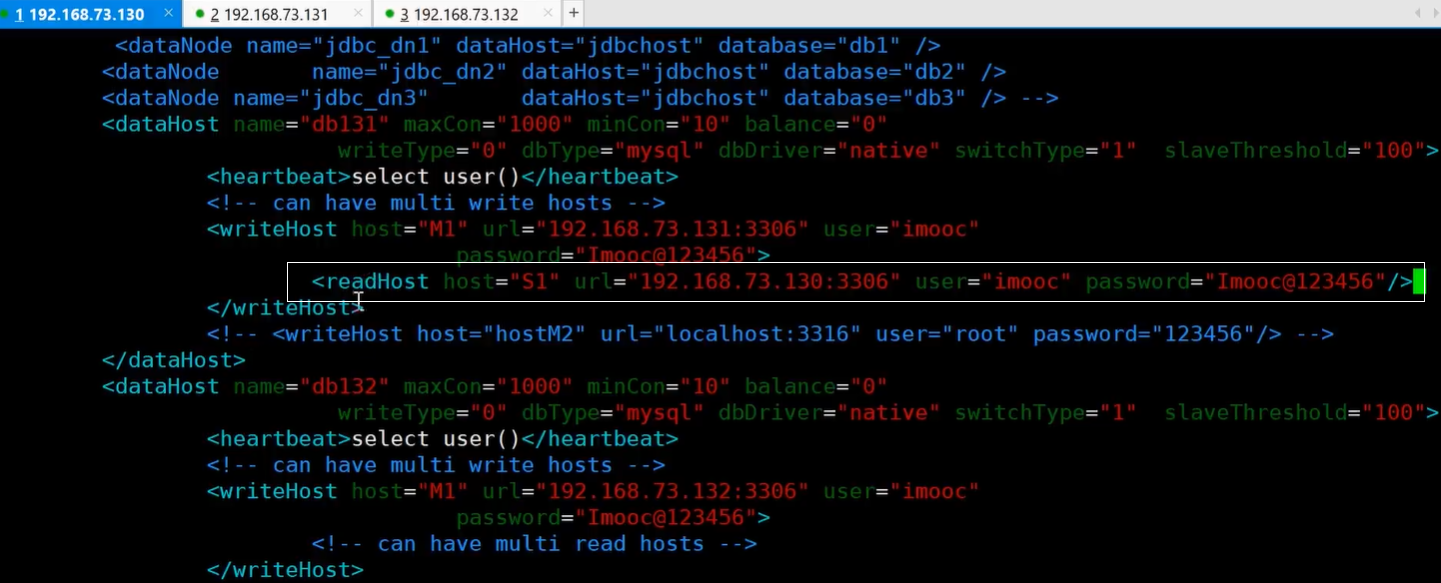 1 192.168.73.130 × 2 192.168.73.131 × 3 192.168.73.132 × +
<dataNode name="jdbc_dn1" dataHost="jdbchost" database="db1" />
<dataNode name="jdbc_dn2" dataHost="jdbchost" database="db2" />
<dataNode name="jdbc_dn3" dataHost="jdbchost" database="db3" /> -->
<dataHost name="db131" maxCon="1000" minCon="10" balance="0"
writeType="0" dbType="mysql" dbDriver="native" switchType="1" slaveThreshold="100">
<heartbeat>select user()</heartbeat>
<!-- can have multi write hosts -->
<writeHost host="M1" url="192.168.73.131:3306" user="imooc"
password="Imooc@123456">
<readHost host="S1" url="192.168.73.130:3306" user="imooc" password="Imooc@123456"/>
</writeHost>
<!-- <writeHost host="hostM2" url="localhost:3316" user="root" password="123456"/> -->
</dataHost>
<dataHost name="db132" maxCon="1000" minCon="10" balance="0"
writeType="0" dbType="mysql" dbDriver="native" switchType="1" slaveThreshold="100">
<heartbeat>select user()</heartbeat>
<!-- can have multi write hosts -->
<writeHost host="M1" url="192.168.73.132:3306" user="imooc"
password="Imooc@123456">
<!-- can have multi read hosts -->
</writeHost>